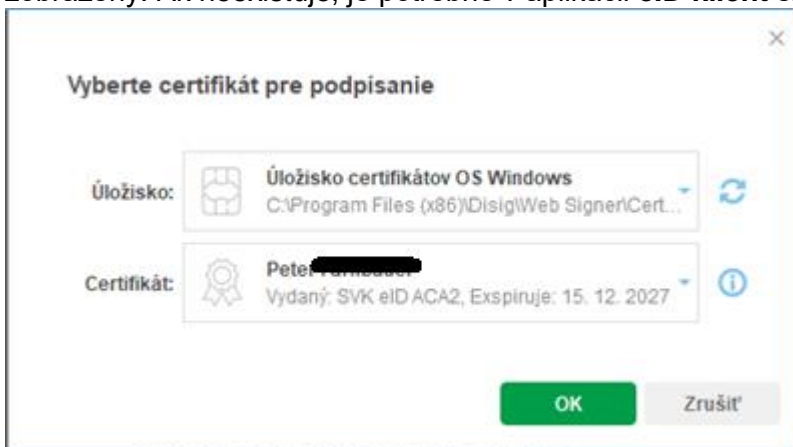 Vyberte certifikát pre podpísanie
Úložisko:
Úložisko certifikátov OS Windows
C:\Program Files (x86)\Disig\Web Signer\Cert...
Certifikát:
Peter
Vydaný: SVK eID ACA2, Exspiruje: 15. 12. 2027
OK
Zrušiť